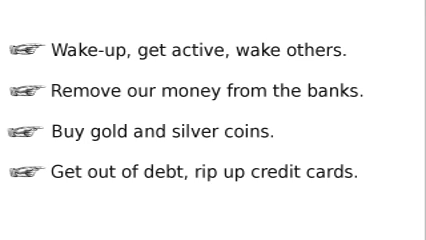 Wake-up, get active, wake others.
Remove our money from the banks.
Buy gold and silver coins.
Get out of debt, rip up credit cards.